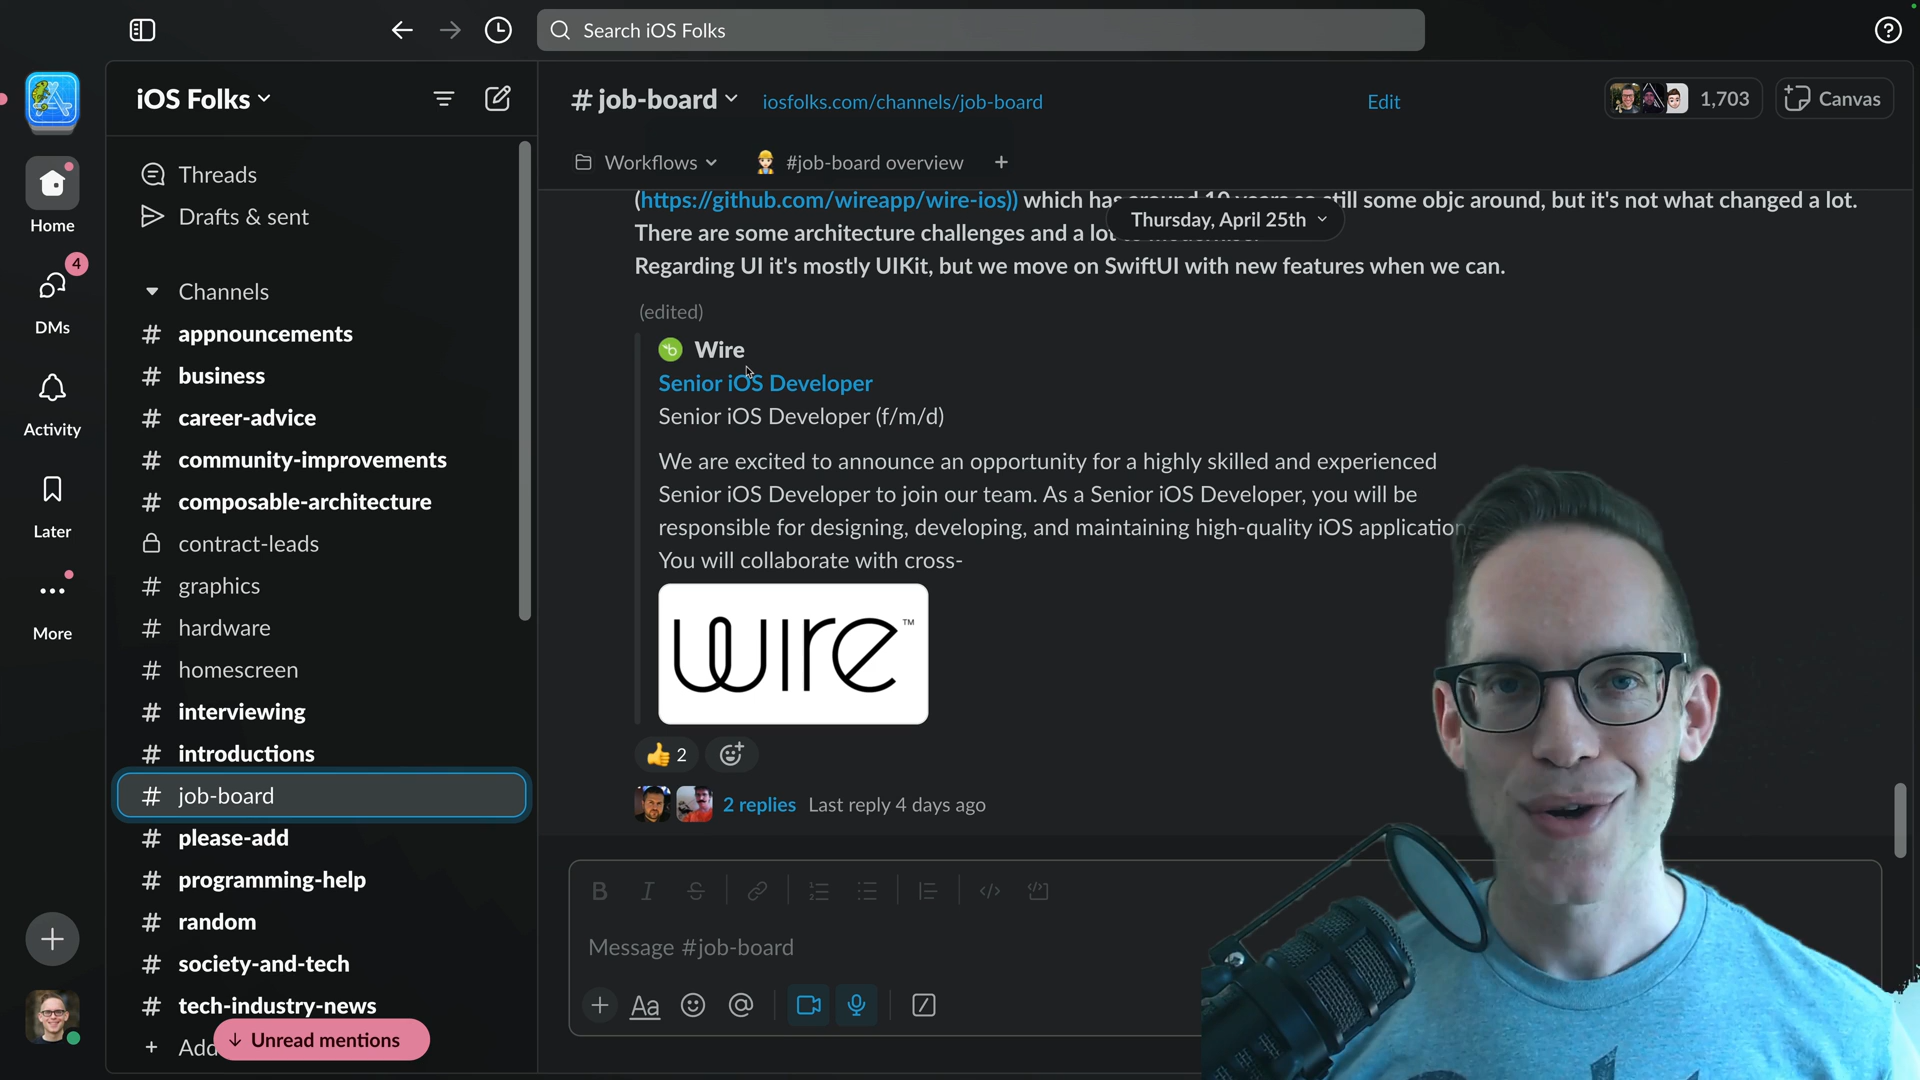 Search iOS Folks
iOS Folks
Home
4
DMs
Activity
Later
More
Threads
Drafts & sent
Channels
# appnouncements
# business
# career-advice
# community-improvements
# composable-architecture
contract-leads
# graphics
# hardware
# homescreen
# interviewing
# introductions
# job-board
# please-add
# programming-help
# random
# society-and-tech
# tech-industry-news
+ Add
↓ Unread mentions
# job-board
iosfolks.com/channels/job-board
Edit
1,703
Canvas
Workflows
#job-board overview
+
(https://github.com/wireapp/wire-ios)) which has around 10 years so still some objc around, but it's not what changed a lot.
Thursday, April 25th
There are some architecture challenges and a lot to
Regarding UI it's mostly UIKit, but we move on SwiftUI with new features when we can.
(edited)
Wire
Senior iOS Developer
Senior iOS Developer (f/m/d)
We are excited to announce an opportunity for a highly skilled and experienced
Senior iOS Developer to join our team. As a Senior iOS Developer, you will be
responsible for designing, developing, and maintaining high-quality iOS applications
You will collaborate with cross-
wire™
2
2 replies Last reply 4 days ago
B I S
Message #job-board
+ Aa @